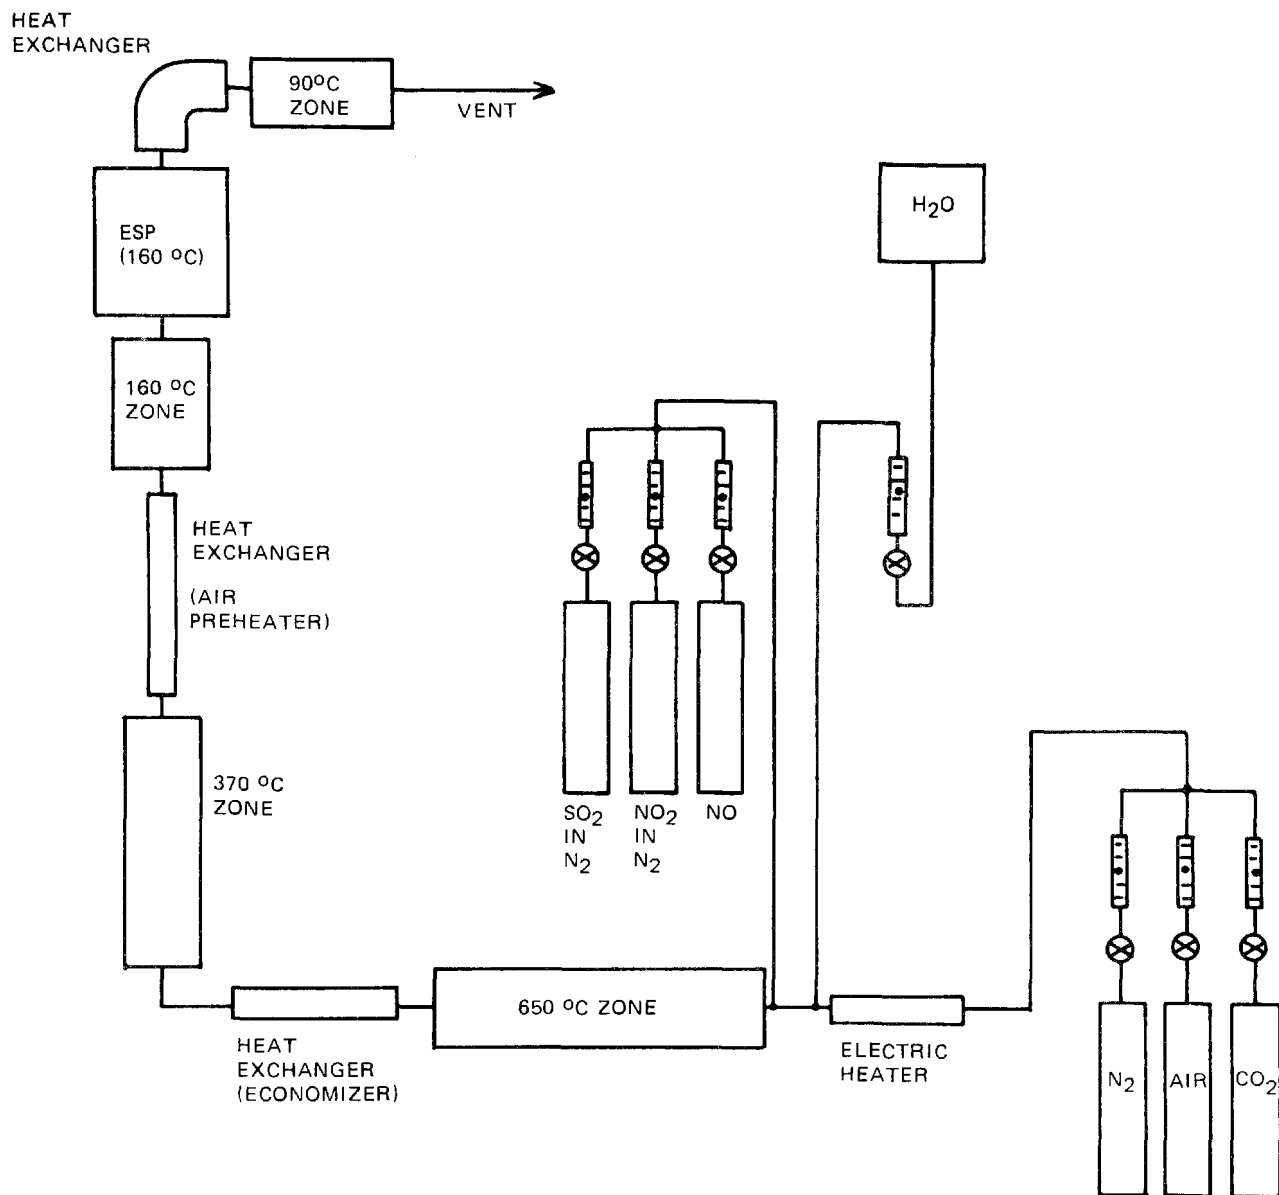 HEAT
EXCHANGER
90°C
ZONE
VENT
ESP
(160 °C)
H₂O
160 °C
ZONE
HEAT
EXCHANGER
(AIR
PREHEATER)
370 °C
ZONE
SO₂
IN
N₂
NO₂
IN
N₂
NO
650 °C ZONE
HEAT
EXCHANGER
(ECONOMIZER)
ELECTRIC
HEATER
N₂
AIR
CO₂